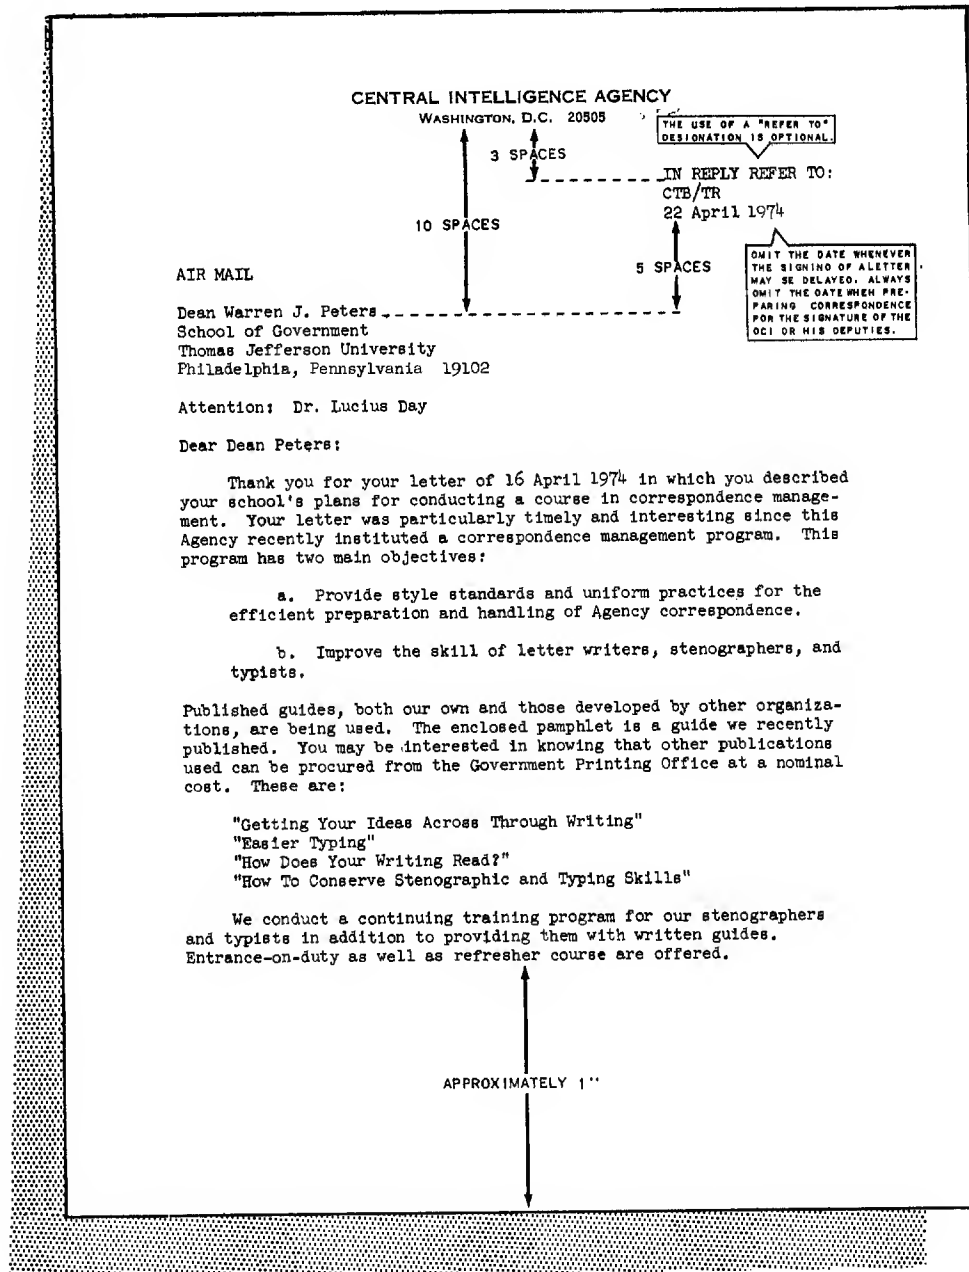 CENTRAL INTELLIGENCE AGENCY
WASHINGTON, D.C. 20505
THE USE OF A "REFER TO"
DESIGNATION IS OPTIONAL.
3 SPACES
IN REPLY REFER TO:
CTB/TR
22 April 1974
10 SPACES
OMIT THE DATE WHENEVER
THE SIGNINO OF ALETTER
MAY SE DELAYEO. ALWAYS
OMIT THE OATE WHEH PRE-
PARING CORRESPONDENCE
FOR THE SIGNATURE OF THE
OCI OR HIS OEPUTIES.
5 SPACES
AIR MAIL
Dean Warren J. Peters
School of Government
Thomas Jefferson University
Philadelphia, Pennsylvania 19102
Attention: Dr. Lucius Day
Dear Dean Peters:
Thank you for your letter of 16 April 1974 in which you described
your school's plans for conducting a course in correspondence manage-
ment. Your letter was particularly timely and interesting since this
Agency recently instituted a correspondence management program. This
program has two main objectives:
a. Provide style standards and uniform practices for the
efficient preparation and handling of Agency correspondence.
b. Improve the skill of letter writers, stenographers, and
typists.
Published guides, both our own and those developed by other organiza-
tions, are being used. The enclosed pamphlet is a guide we recently
published. You may be interested in knowing that other publications
used can be procured from the Government Printing Office at a nominal
cost. These are:
"Getting Your Ideas Across Through Writing"
"Easier Typing"
"How Does Your Writing Read?"
"How To Conserve Stenographic and Typing Skills"
We conduct a continuing training program for our stenographers
and typists in addition to providing them with written guides.
Entrance-on-duty as well as refresher course are offered.
APPROXIMATELY 1"